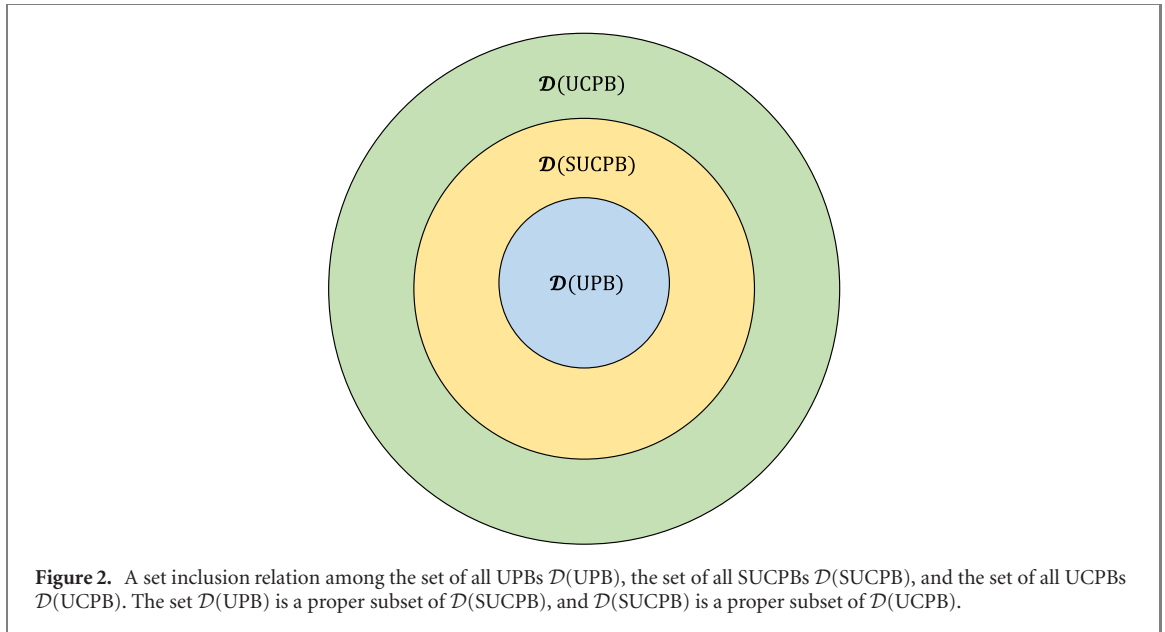 𝓓(UCPB)
𝓓(SUCPB)
𝓓(UPB)
Figure 2. A set inclusion relation among the set of all UPBs 𝒟(UPB), the set of all SUCPBs 𝒟(SUCPB), and the set of all UCPBs
𝒟(UCPB). The set 𝒟(UPB) is a proper subset of 𝒟(SUCPB), and 𝒟(SUCPB) is a proper subset of 𝒟(UCPB).